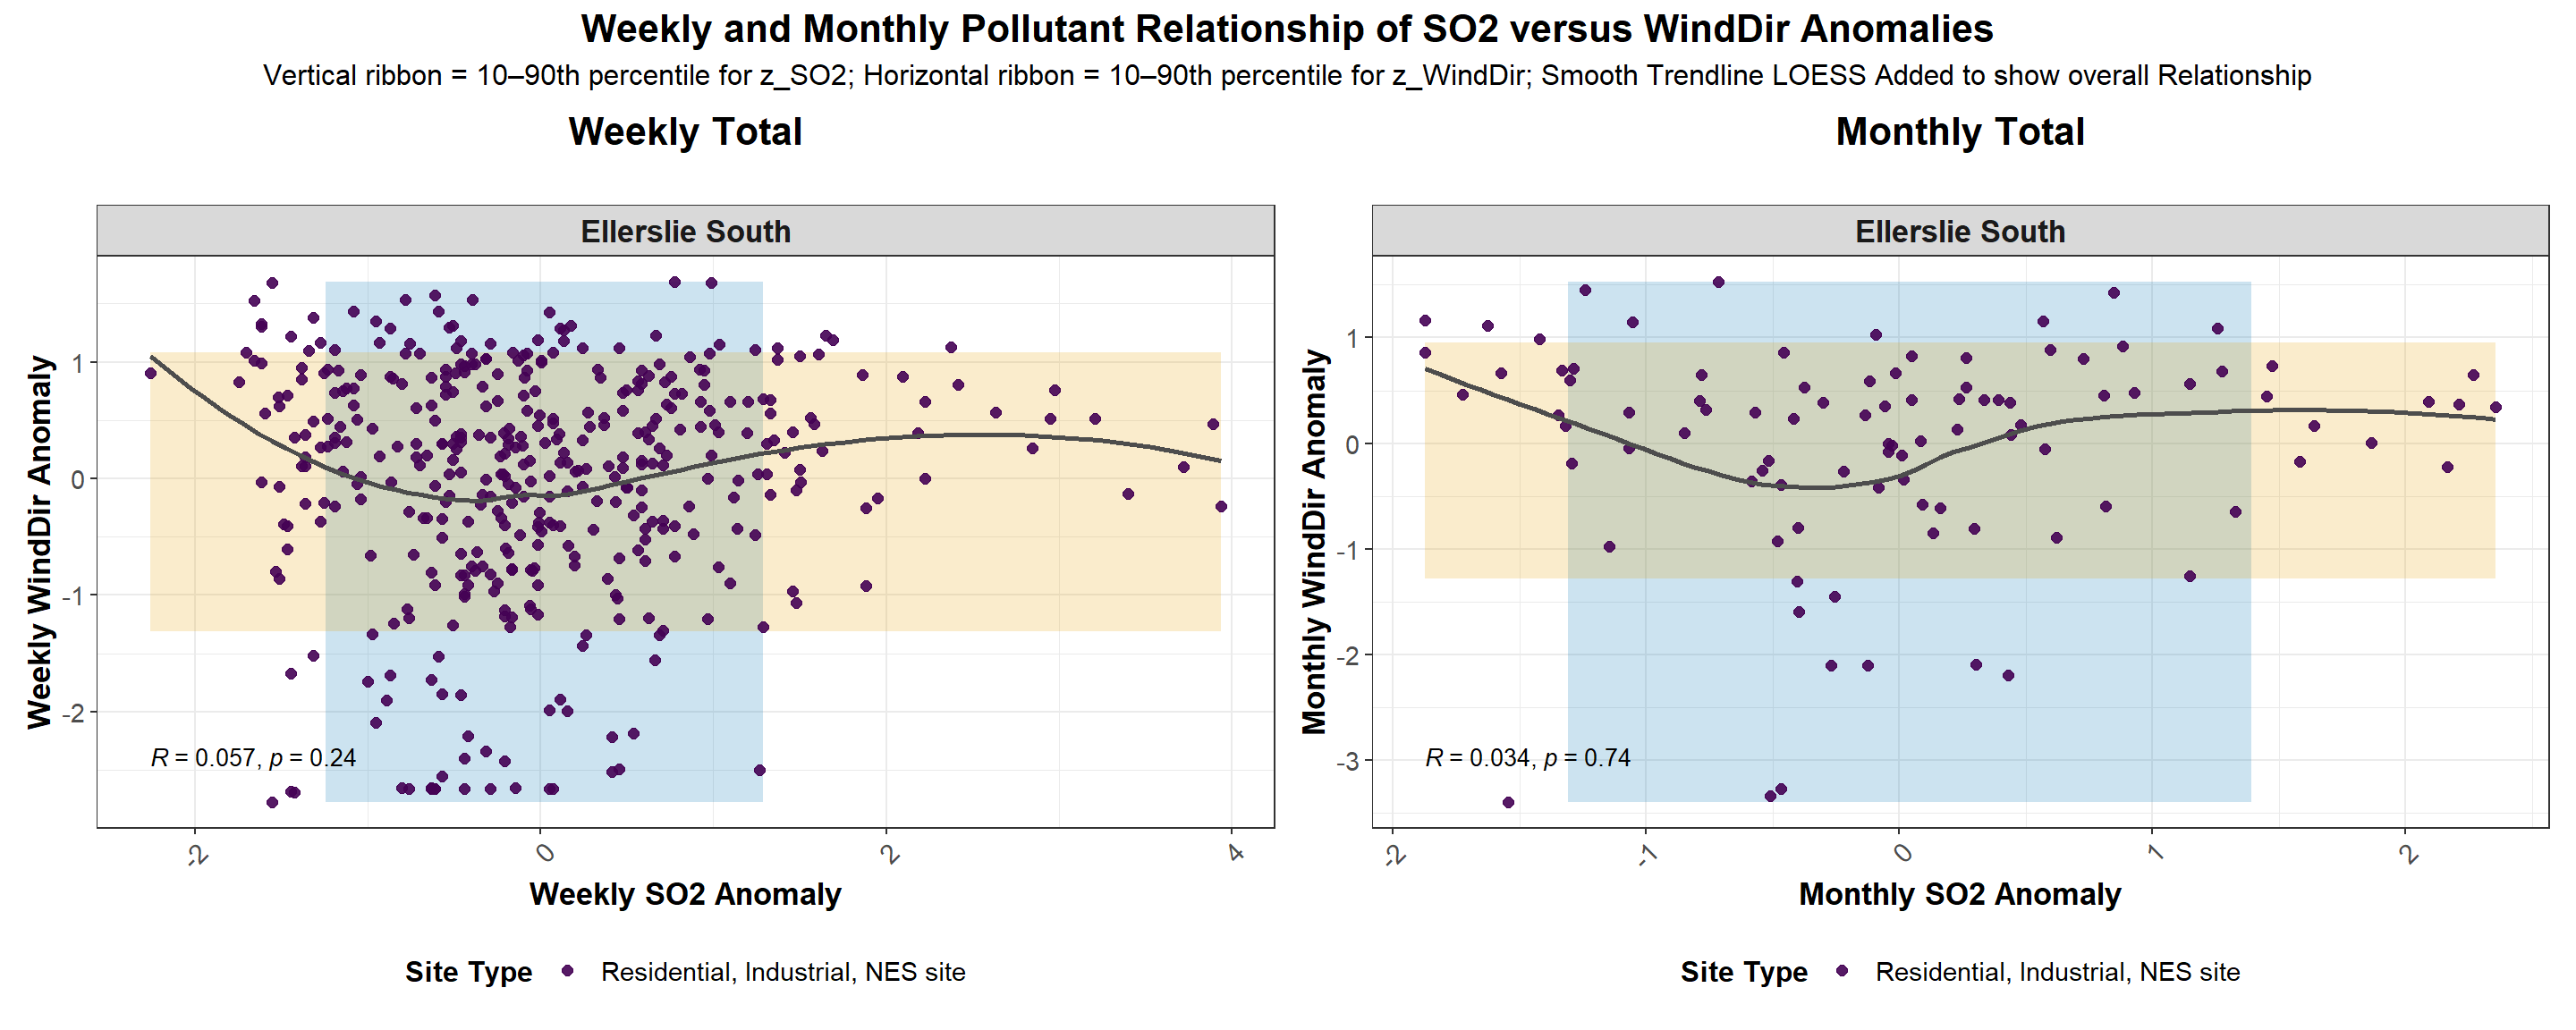 Weekly and Monthly Pollutant Relationship of SO2 versus WindDir Anomalies
Vertical ribbon = 10–90th percentile for z_SO2; Horizontal ribbon = 10–90th percentile for z_WindDir; Smooth Trendline LOESS Added to show overall Relationship
Weekly Total
Ellerslie South
Weekly WindDir Anomaly
1
0
-1
-2
R = 0.057, p = 0.24
-2
0
2
4
Weekly SO2 Anomaly
Site Type
Residential, Industrial, NES site
Monthly Total
Ellerslie South
Monthly WindDir Anomaly
1
0
-1
-2
-3
R = 0.034, p = 0.74
-2
-1
0
1
2
Monthly SO2 Anomaly
Site Type
Residential, Industrial, NES site